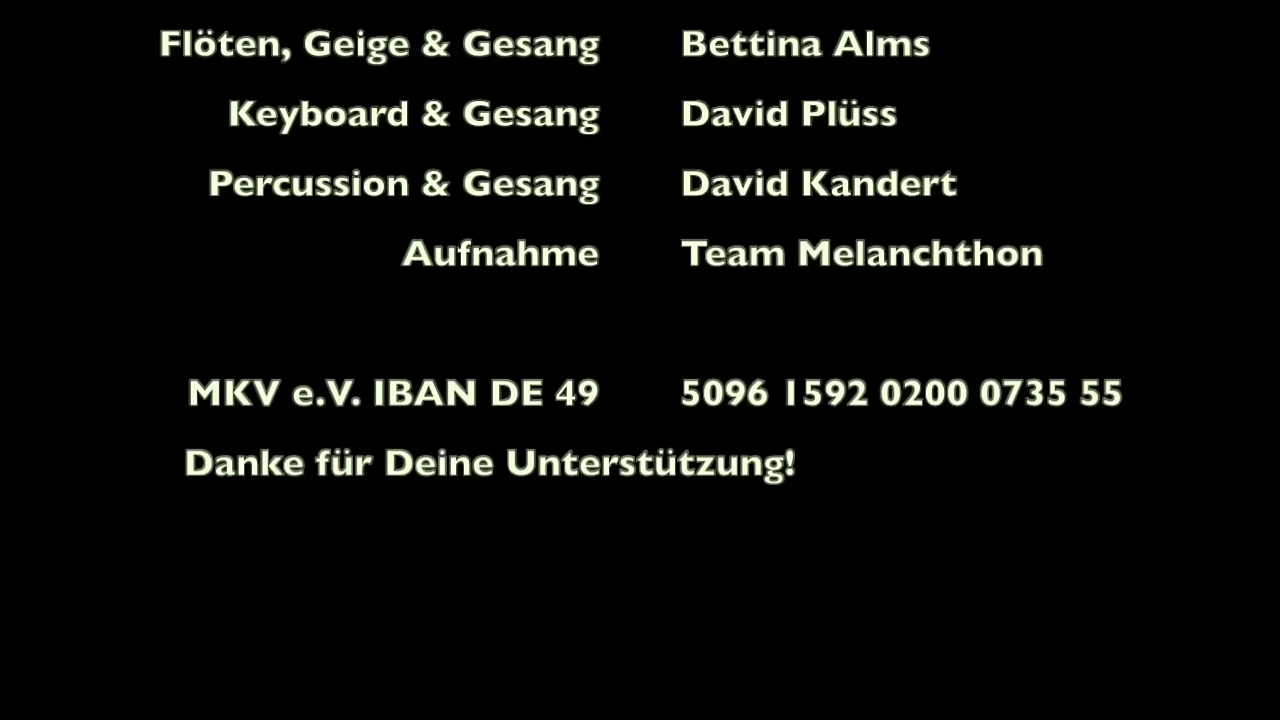 Flöten, Geige & Gesang Bettina Alms
Keyboard & Gesang David Plüss
Percussion & Gesang David Kandert
Aufnahme Team Melanchthon
MKV e.V. IBAN DE 49 5096 1592 0200 0735 55
Danke für Deine Unterstützung!